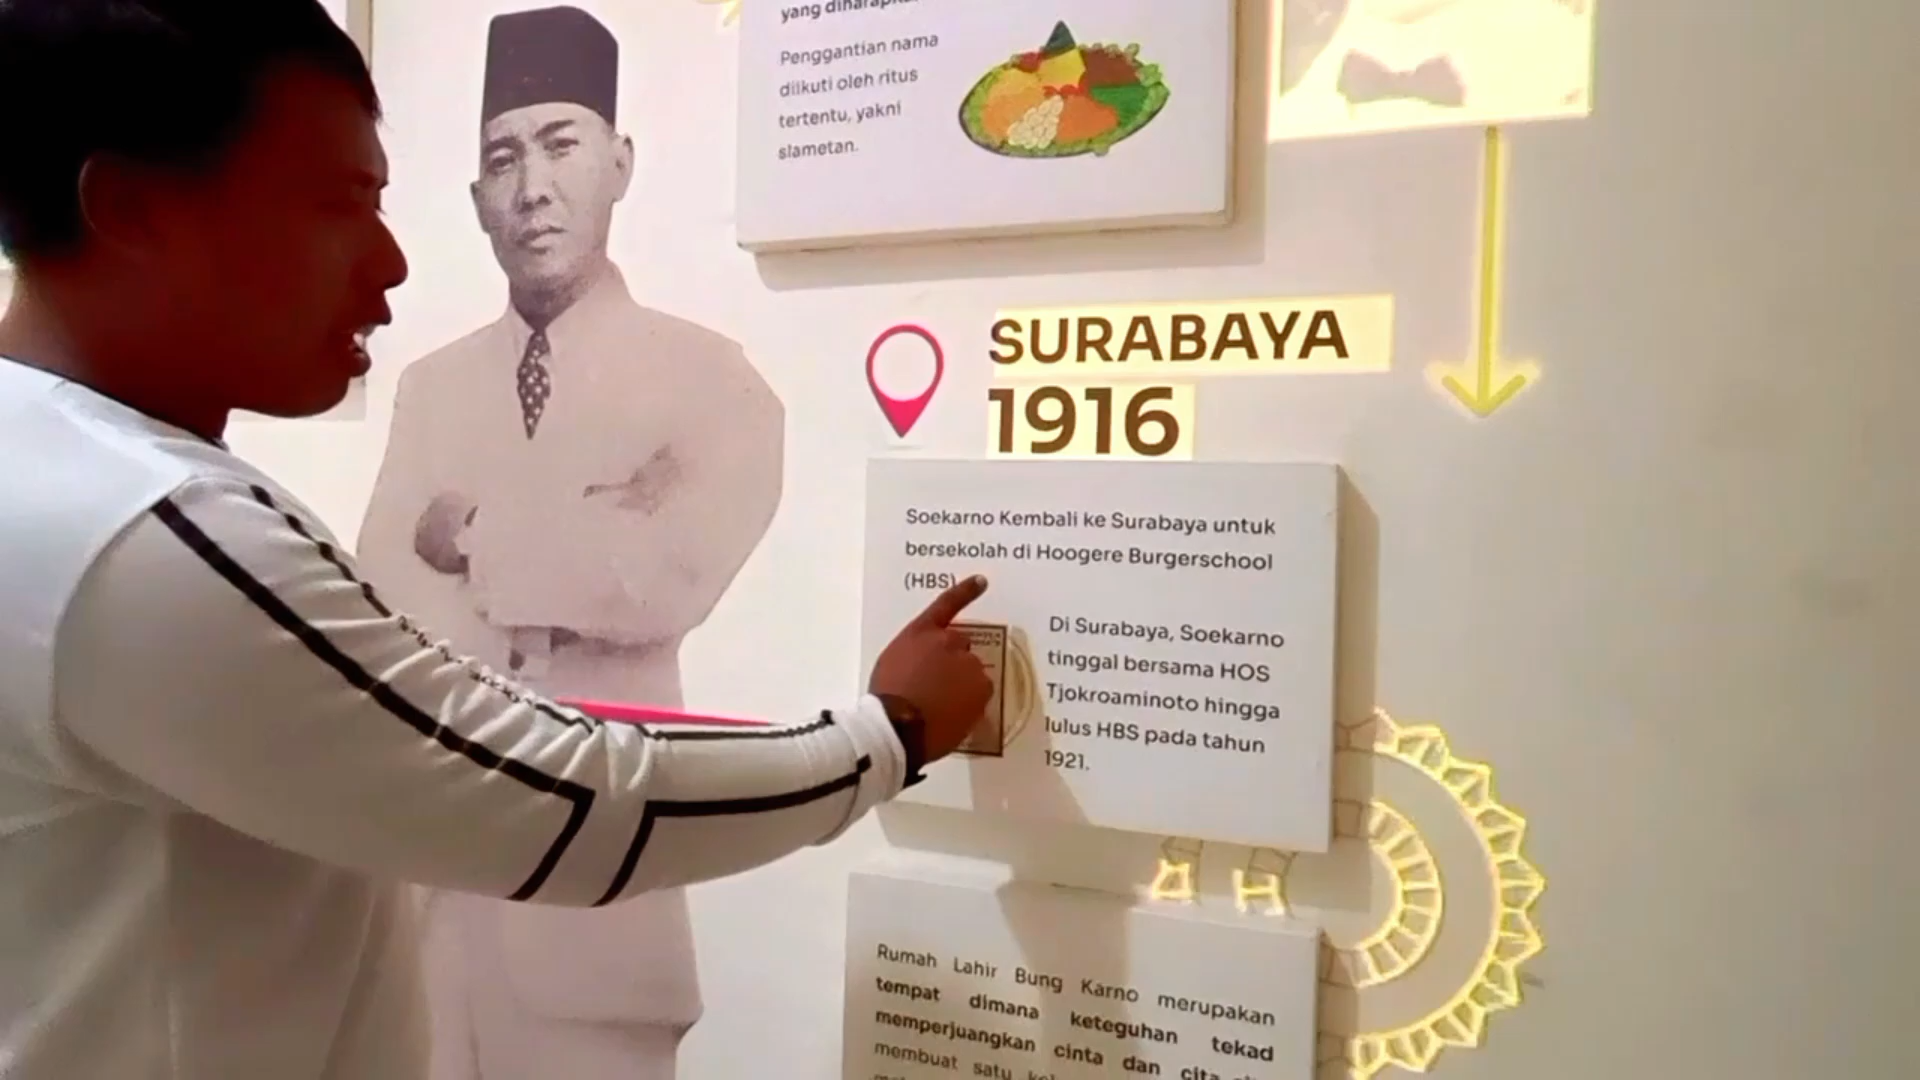 yang diharapkan.
Penggantian nama
diikuti oleh ritus
tertentu, yakni
slametan.
SURABAYA
1916
Soekarno Kembali ke Surabaya untuk
bersekolah di Hoogere Burgerschool
(HBS)
Di Surabaya, Soekarno
tinggal bersama HOS
Tjokroaminoto hingga
lulus HBS pada tahun
1921.
Rumah Lahir Bung Karno merupakan
tempat dimana keteguhan tekad
memperjuangkan cinta dan
membuat satu